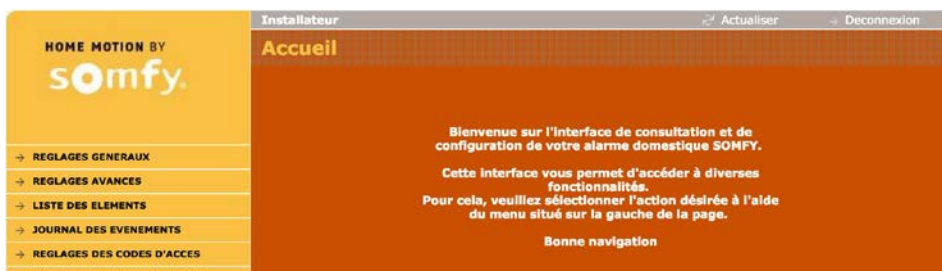 Installateur
Actualiser
Deconnexion
HOME MOTION BY
somfy.
Accueil
Bienvenue sur l'interface de consultation et de
configuration de votre alarme domestique SOMFY.
Cette interface vous permet d'accéder à diverses
fonctionnalités.
Pour cela, veuillez sélectionner l'action désirée à l'aide
du menu situé sur la gauche de la page.
Bonne navigation
REGLAGES GENERAUX
REGLAGES AVANCES
LISTE DES ELEMENTS
JOURNAL DES EVENEMENTS
REGLAGES DES CODES D'ACCES